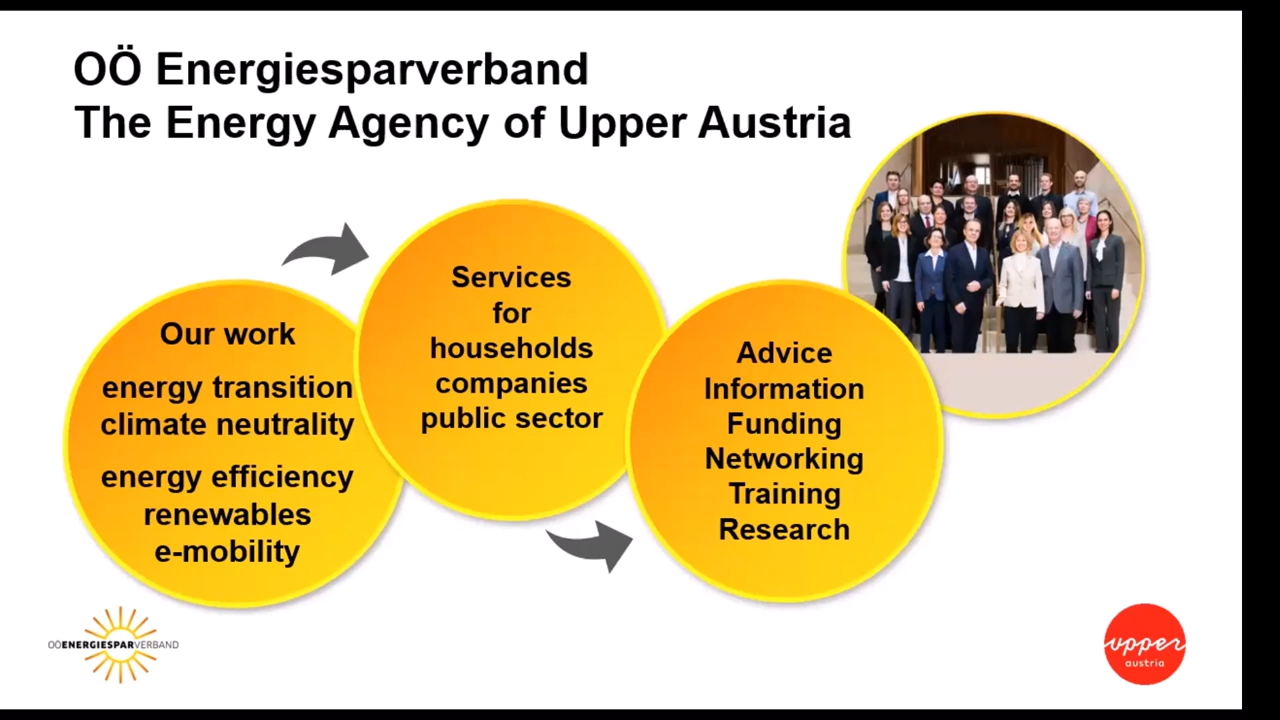 OÖ Energiesparverband
The Energy Agency of Upper Austria
Our work
energy transition
climate neutrality
energy efficiency
renewables
e-mobility
Services
for
households
companies
public sector
Advice
Information
Funding
Networking
Training
Research
OÖENERGIESPARVERBAND
upper
austria